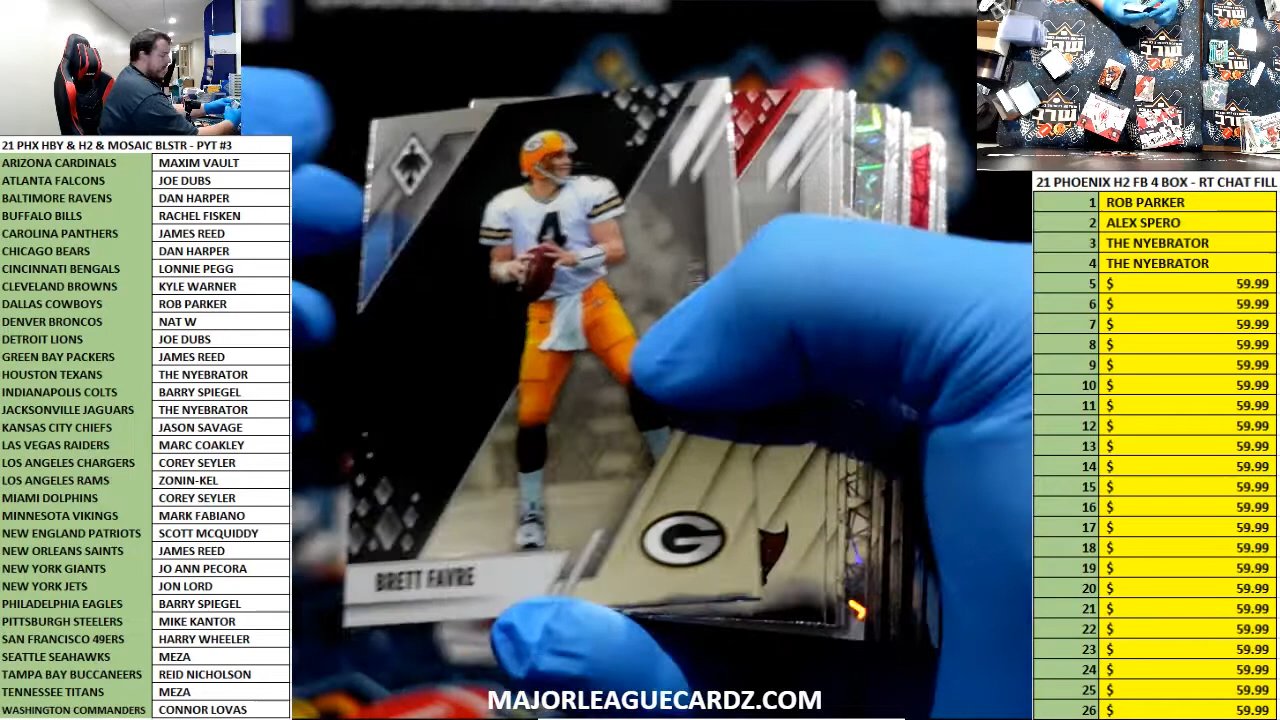 21 PHX HBY & H2 & MOSAIC BLSTR - PYT #3
ARIZONA CARDINALS MAXIM VAULT
ATLANTA FALCONS JOE DUBS
BALTIMORE RAVENS DAN HARPER
BUFFALO BILLS RACHEL FISKEN
CAROLINA PANTHERS JAMES REED
CHICAGO BEARS DAN HARPER
CINCINNATI BENGALS LONNIE PEGG
CLEVELAND BROWNS KYLE WARNER
DALLAS COWBOYS ROB PARKER
DENVER BRONCOS NAT W
DETROIT LIONS JOE DUBS
GREEN BAY PACKERS JAMES REED
HOUSTON TEXANS THE NYEBRATOR
INDIANAPOLIS COLTS BARRY SPIEGEL
JACKSONVILLE JAGUARS THE NYEBRATOR
KANSAS CITY CHIEFS JASON SAVAGE
LAS VEGAS RAIDERS MARC COAKLEY
LOS ANGELES CHARGERS COREY SEYLER
LOS ANGELES RAMS ZONIN-KEL
MIAMI DOLPHINS COREY SEYLER
MINNESOTA VIKINGS MARK FABIANO
NEW ENGLAND PATRIOTS SCOTT MCQUIDDY
NEW ORLEANS SAINTS JAMES REED
NEW YORK GIANTS JO ANN PECORA
NEW YORK JETS JON LORD
PHILADELPHIA EAGLES BARRY SPIEGEL
PITTSBURGH STEELERS MIKE KANTOR
SAN FRANCISCO 49ERS HARRY WHEELER
SEATTLE SEAHAWKS MEZA
TAMPA BAY BUCCANEERS REID NICHOLSON
TENNESSEE TITANS MEZA
WASHINGTON COMMANDERS CONNOR LOVAS
4
G
BRETT FAVRE
MAJORLEAGUECARDZ.COM
MLC
MLC
MLC
21 PHOENIX H2 FB 4 BOX - RT CHAT FILL
1 ROB PARKER
2 ALEX SPERO
3 THE NYEBRATOR
4 THE NYEBRATOR
5 $ 59.99
6 $ 59.99
7 $ 59.99
8 $ 59.99
9 $ 59.99
10 $ 59.99
11 $ 59.99
12 $ 59.99
13 $ 59.99
14 $ 59.99
15 $ 59.99
16 $ 59.99
17 $ 59.99
18 $ 59.99
19 $ 59.99
20 $ 59.99
21 $ 59.99
22 $ 59.99
23 $ 59.99
24 $ 59.99
25 $ 59.99
26 $ 59.99